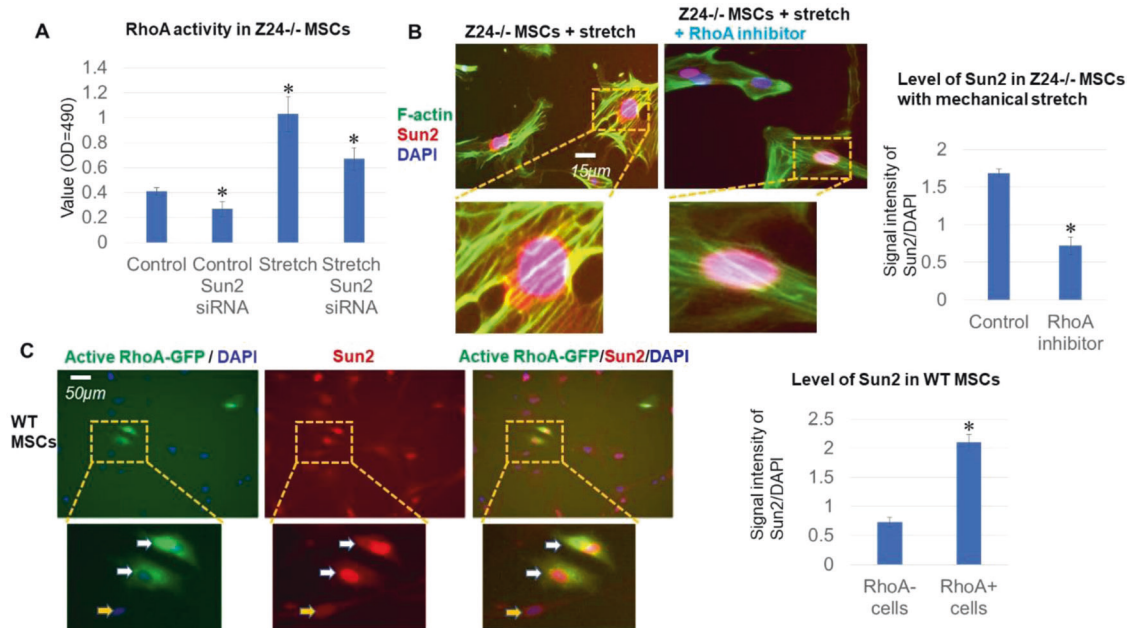 A
RhoA activity in Z24-/- MSCs
Value (OD=490)
1.4
1.2
1
0.8
0.6
0.4
0.2
0
*
*
*
Control
Control
Sun2
siRNA
Stretch
Stretch
Sun2
siRNA
B
Z24-/- MSCs + stretch
Z24-/- MSCs + stretch
+ RhoA inhibitor
F-actin
Sun2
DAPI
15μm
Level of Sun2 in Z24-/- MSCs
with mechanical stretch
Signal intensity of
Sun2/DAPI
2
1.5
1
0.5
0
*
Control
RhoA
inhibitor
C
Active RhoA-GFP / DAPI
Sun2
Active RhoA-GFP/Sun2/DAPI
50μm
WT
MSCs
Level of Sun2 in WT MSCs
Signal intensity of
Sun2/DAPI
2.5
2
1.5
1
0.5
0
*
RhoA-
cells
RhoA+
cells